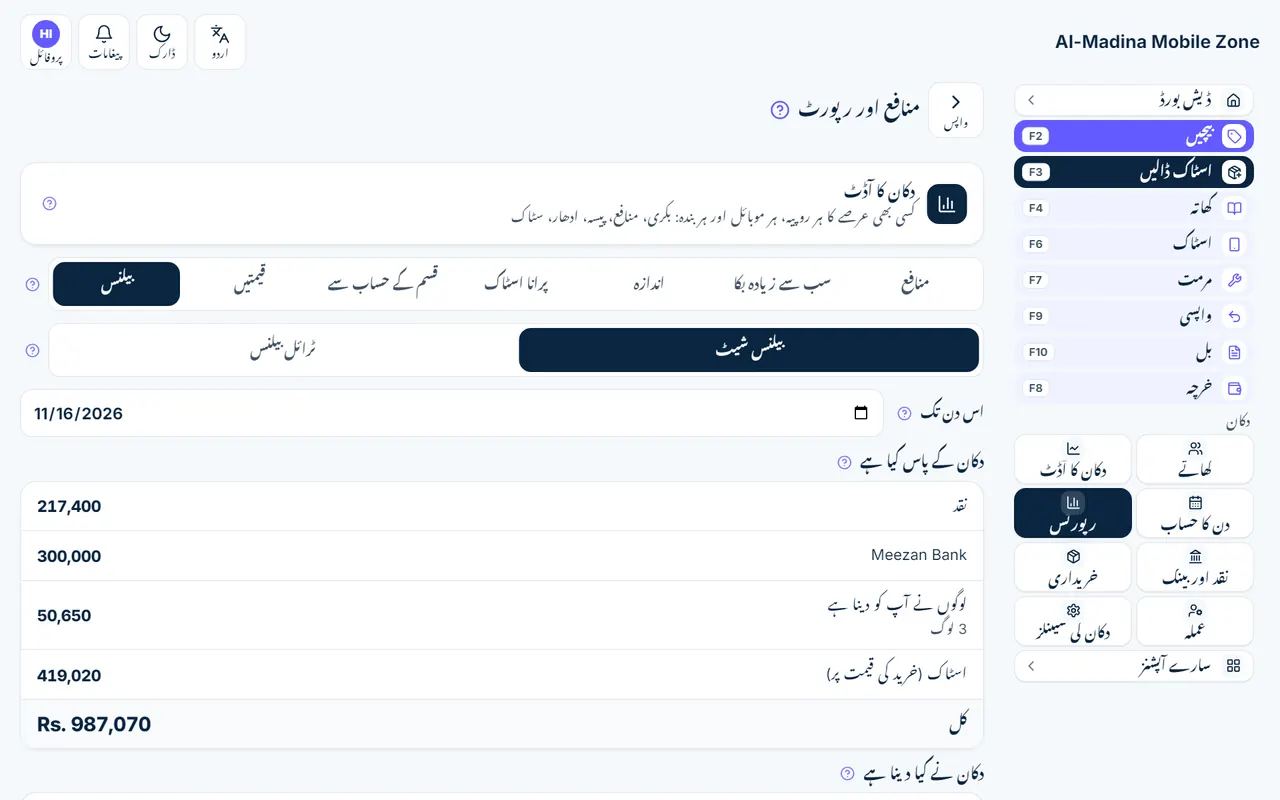 Al-Madina Mobile Zone
اردو
ڈارک
پیغامات
HI
پروفائل
ڈیش بورڈ
بیچیں F2
اسٹاک ڈالیں F3
کھاتہ F4
اسٹاک F6
مرمت F7
واپسی F9
بل F10
خرچہ F8
دکان
کھاتے
دکان کا آڈٹ
دن کا حساب
رپورٹس
نقد اور بینک
خریداری
عملہ
دکان کی سیٹنگز
سارے آپشنز
واپس
منافع اور رپورٹ
دکان کا آڈٹ
کسی بھی عرصے کا ہر روپیہ، ہر موبائل اور ہر بندہ: بکری، منافع، پیسہ، ادھار، سٹاک
منافع
سب سے زیادہ بکا
اندازہ
پرانا اسٹاک
قسم کے حساب سے
قیمتیں
بیلنس
بیلنس شیٹ
ٹرائل بیلنس
اس دن تک
11/16/2026
دکان کے پاس کیا ہے
نقد 217,400
Meezan Bank 300,000
لوگوں نے آپ کو دینا ہے 50,650
3 لوگ
اسٹاک (خرید کی قیمت پر) 419,020
کل Rs. 987,070
دکان نے کیا دینا ہے